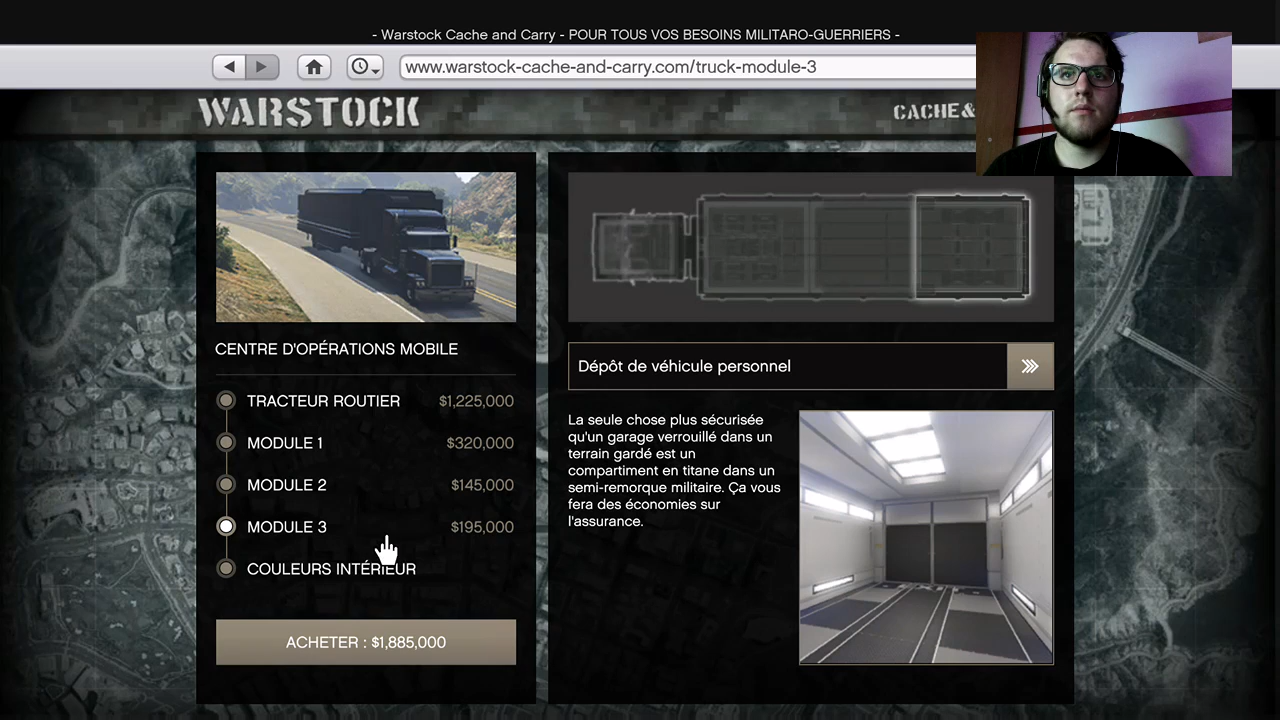 - Warstock Cache and Carry - POUR TOUS VOS BESOINS MILITARO-GUERRIERS -
www.warstock-cache-and-carry.com/truck-module-3
WARSTOCK
CACHE&
CENTRE D'OPÉRATIONS MOBILE
TRACTEUR ROUTIER $1,225,000
MODULE 1 $320,000
MODULE 2 $145,000
MODULE 3 $195,000
COULEURS INTÉRIEUR
ACHETER : $1,885,000
Dépôt de véhicule personnel
La seule chose plus sécurisée
qu'un garage verrouillé dans un
terrain gardé est un
compartiment en titane dans un
semi-remorque militaire. Ça vous
fera des économies sur
l'assurance.